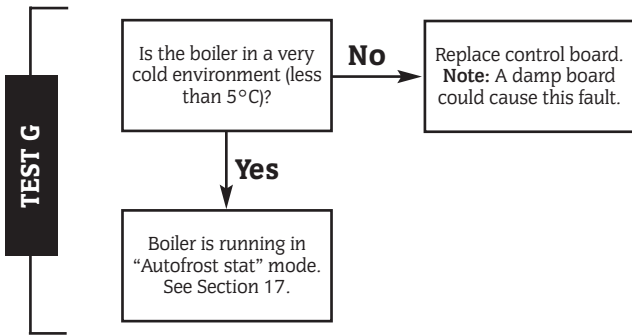 TEST G
Is the boiler in a very
cold environment (less
than 5°C)?
No
Replace control board.
Note: A damp board
could cause this fault.
Yes
Boiler is running in
“Autofrost stat” mode.
See Section 17.